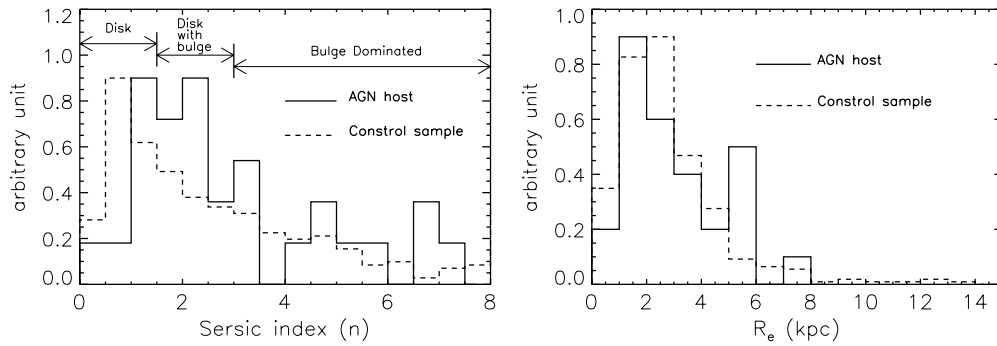 1.2
1.0
0.8
0.6
0.4
0.2
0.0
arbitrary unit
Disk
Disk
with
bulge
Bulge Dominated
AGN host
Constrol sample
0 2 4 6 8
Sersic index (n)
1.0
0.8
0.6
0.4
0.2
0.0
arbitrary unit
AGN host
Constrol sample
0 2 4 6 8 10 12 14
R_e (kpc)